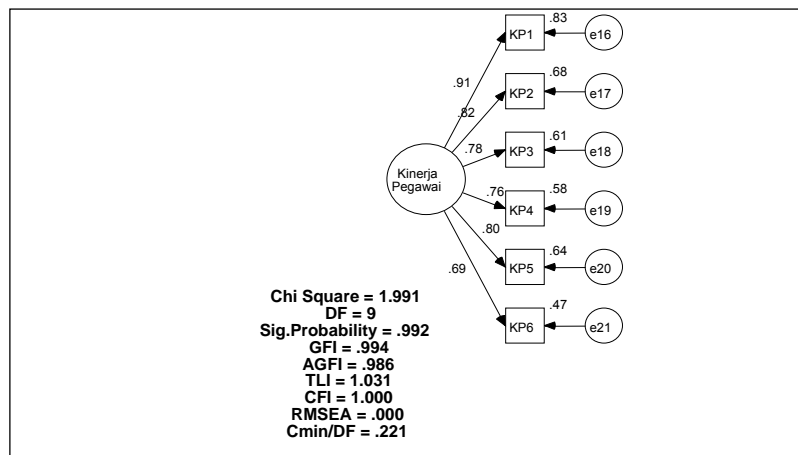 .83
KP1
e16
.91
.68
KP2
e17
.82
.61
KP3
e18
.78
Kinerja
Pegawai
.58
KP4
e19
.76
.64
KP5
e20
.80
.47
KP6
e21
.69
Chi Square = 1.991
DF = 9
Sig.Probability = .992
GFI = .994
AGFI = .986
TLI = 1.031
CFI = 1.000
RMSEA = .000
Cmin/DF = .221